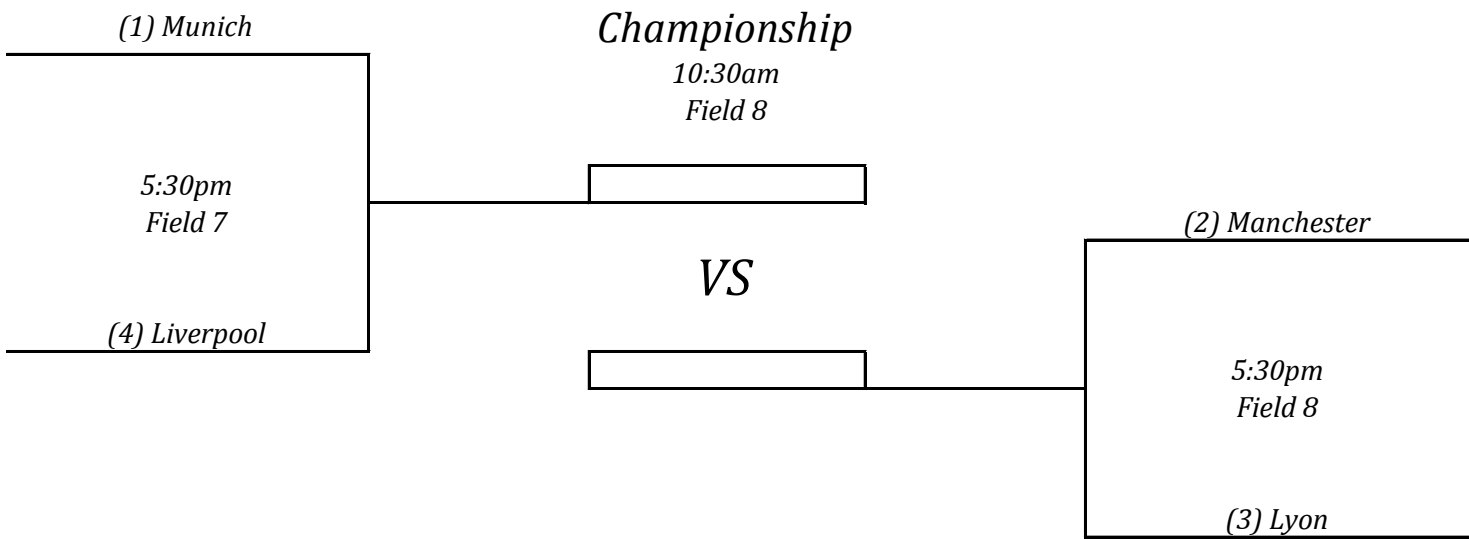 (1) Munich
5:30pm
Field 7
(4) Liverpool
Championship
10:30am
Field 8
VS
(2) Manchester
5:30pm
Field 8
(3) Lyon